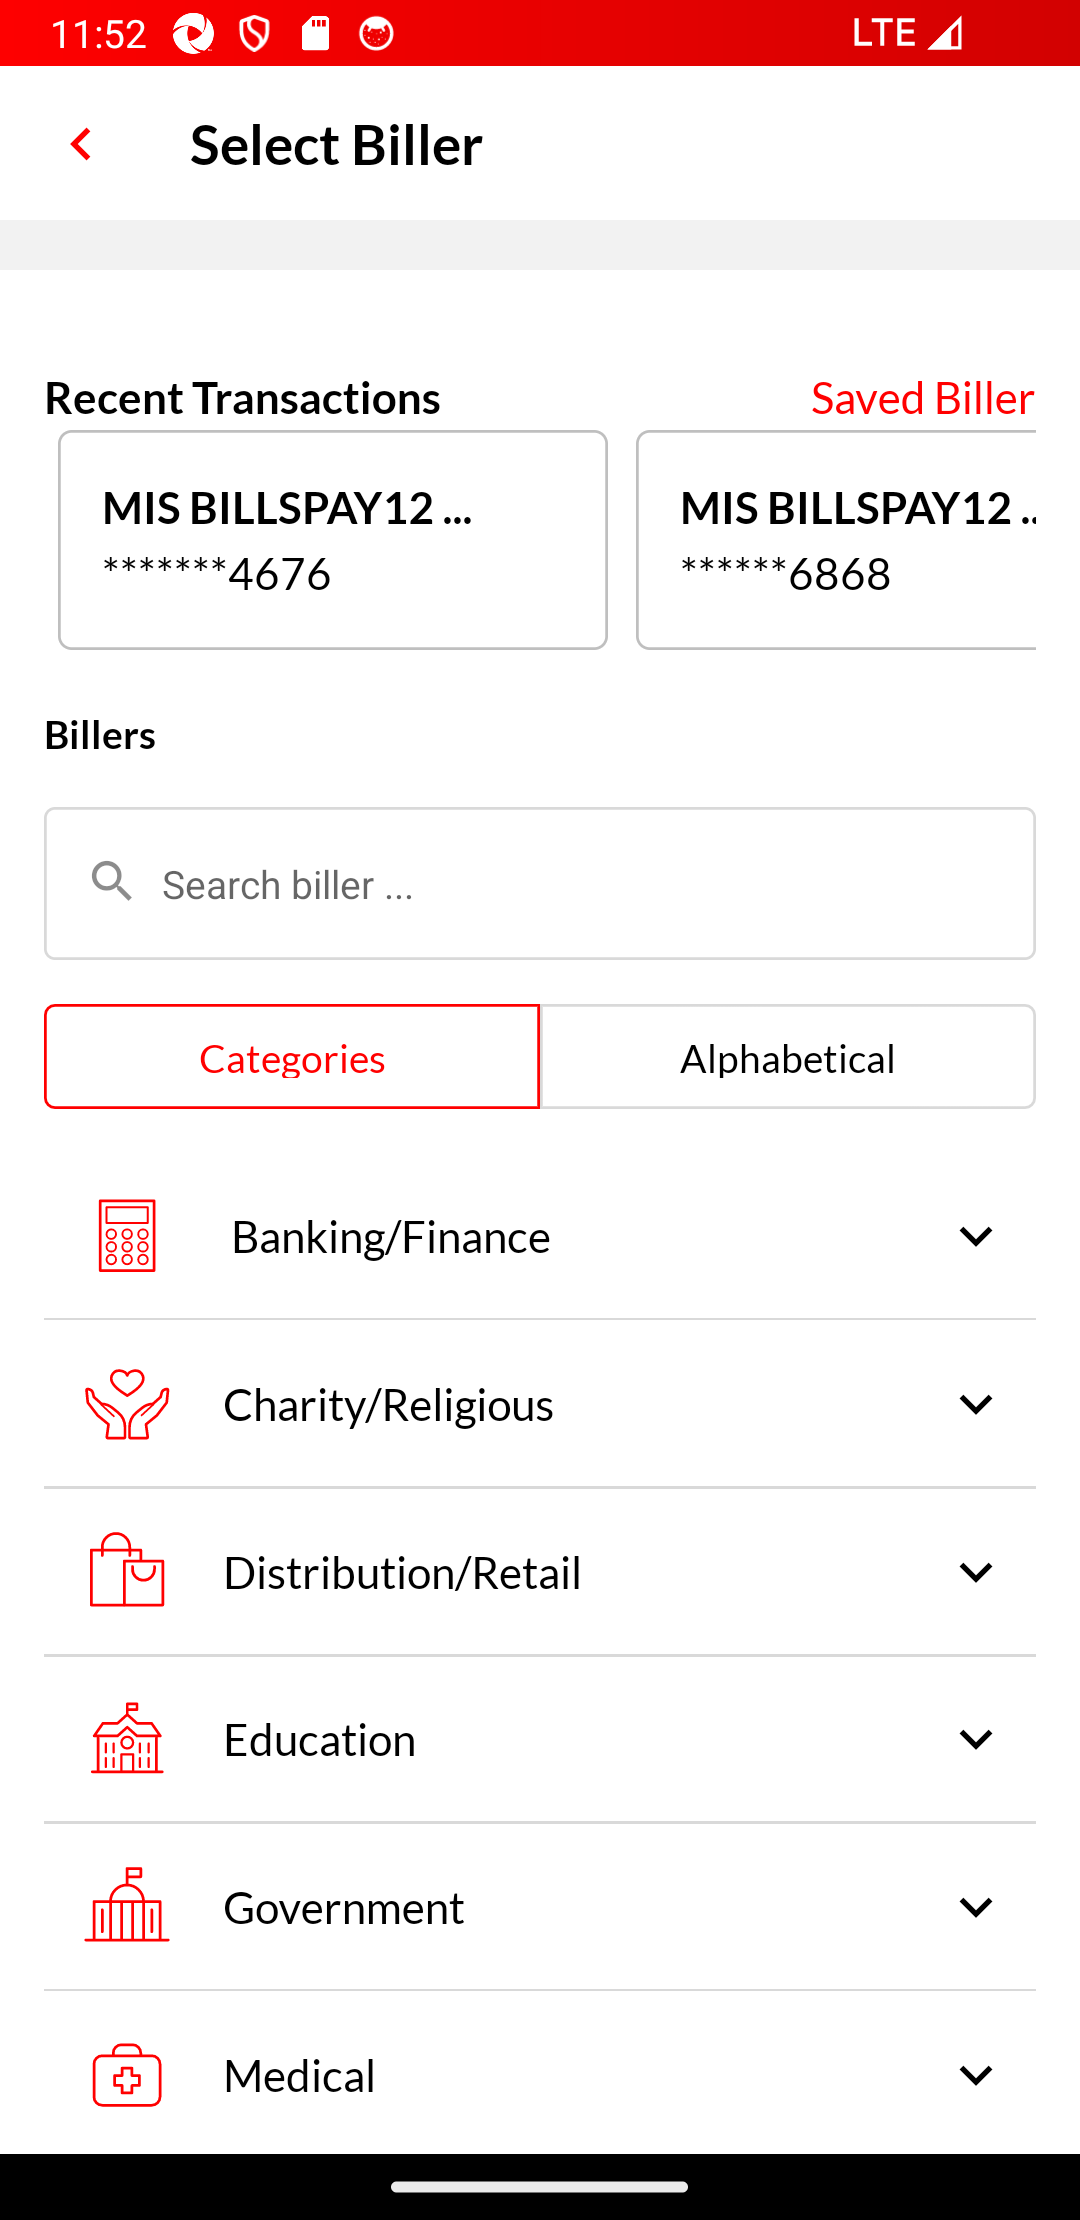 11:52 LTE
Select Biller
Recent Transactions Saved Biller
MIS BILLSPAY12 ... MIS BILLSPAY12 ..
*******4676 ******6868
Billers
Search biller ...
Categories Alphabetical
Banking/Finance
Charity/Religious
Distribution/Retail
Education
Government
Medical